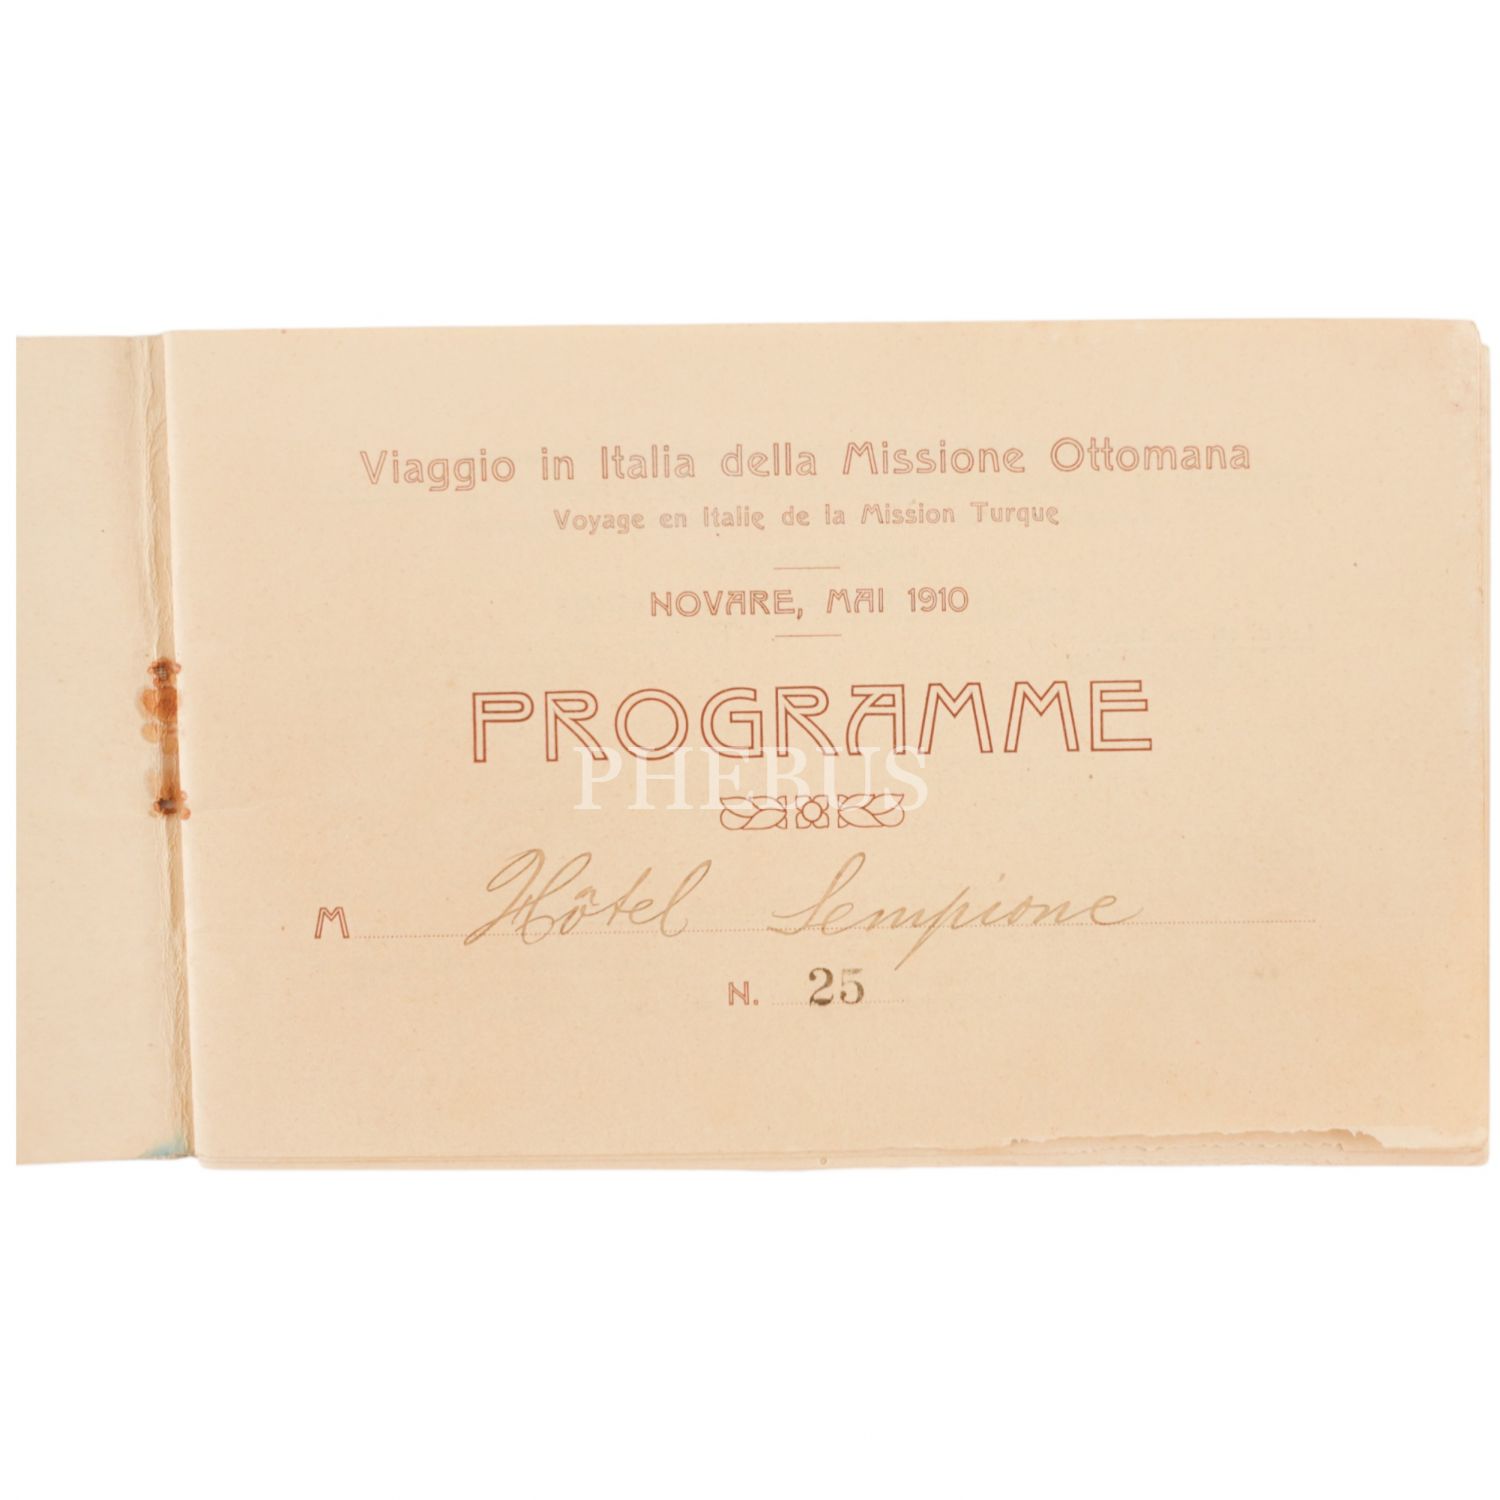 Viaggio in Italia della Missione Ottomana
Voyage en Italie de la Mission Turque
NOVARE, MAI 1910
PROGRAMME
PHEBUS
M Hôtel Sempione
N. 25